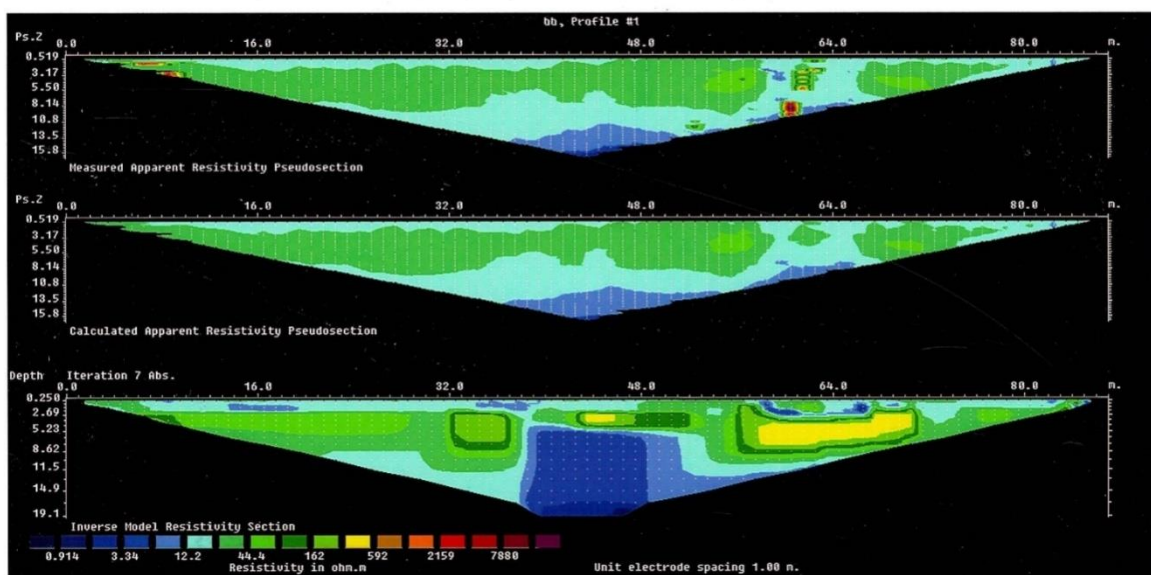 bb, Profile #1
Ps.Z 0.0 16.0 32.0 48.0 64.0 80.0 m.
0.519
3.17
5.50
8.14
10.8
13.5
15.8
Measured Apparent Resistivity Pseudosection
Ps.Z 0.0 16.0 32.0 48.0 64.0 80.0 m.
0.519
3.17
5.50
8.14
10.8
13.5
15.8
Calculated Apparent Resistivity Pseudosection
Depth Iteration 7 Abs.
0.0 16.0 32.0 48.0 64.0 80.0 m.
0.250
2.69
5.23
8.62
11.5
14.9
19.1
Inverse Model Resistivity Section
0.914 3.34 12.2 44.4 162 592 2159 7880
Resistivity in ohm.m Unit electrode spacing 1.00 m.